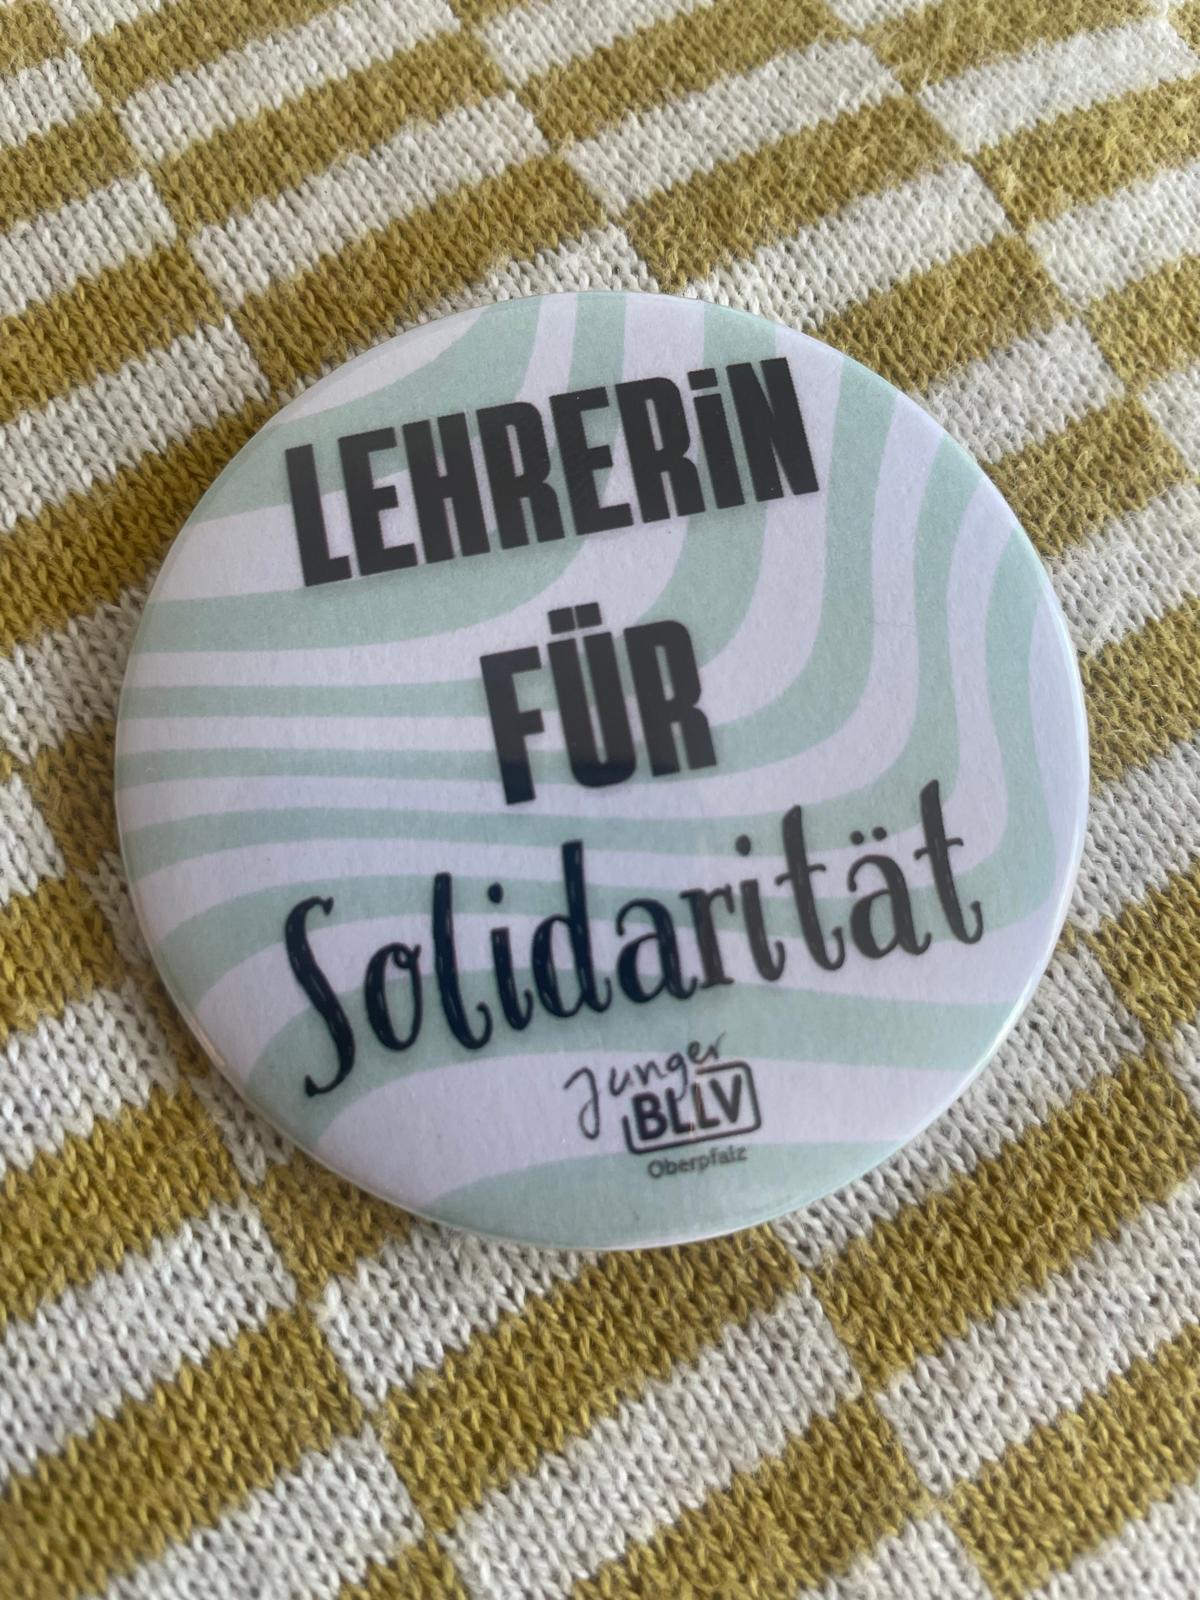 LEHRERiN
FÜR
Solidarität
Junger
BLLV
Oberpfalz